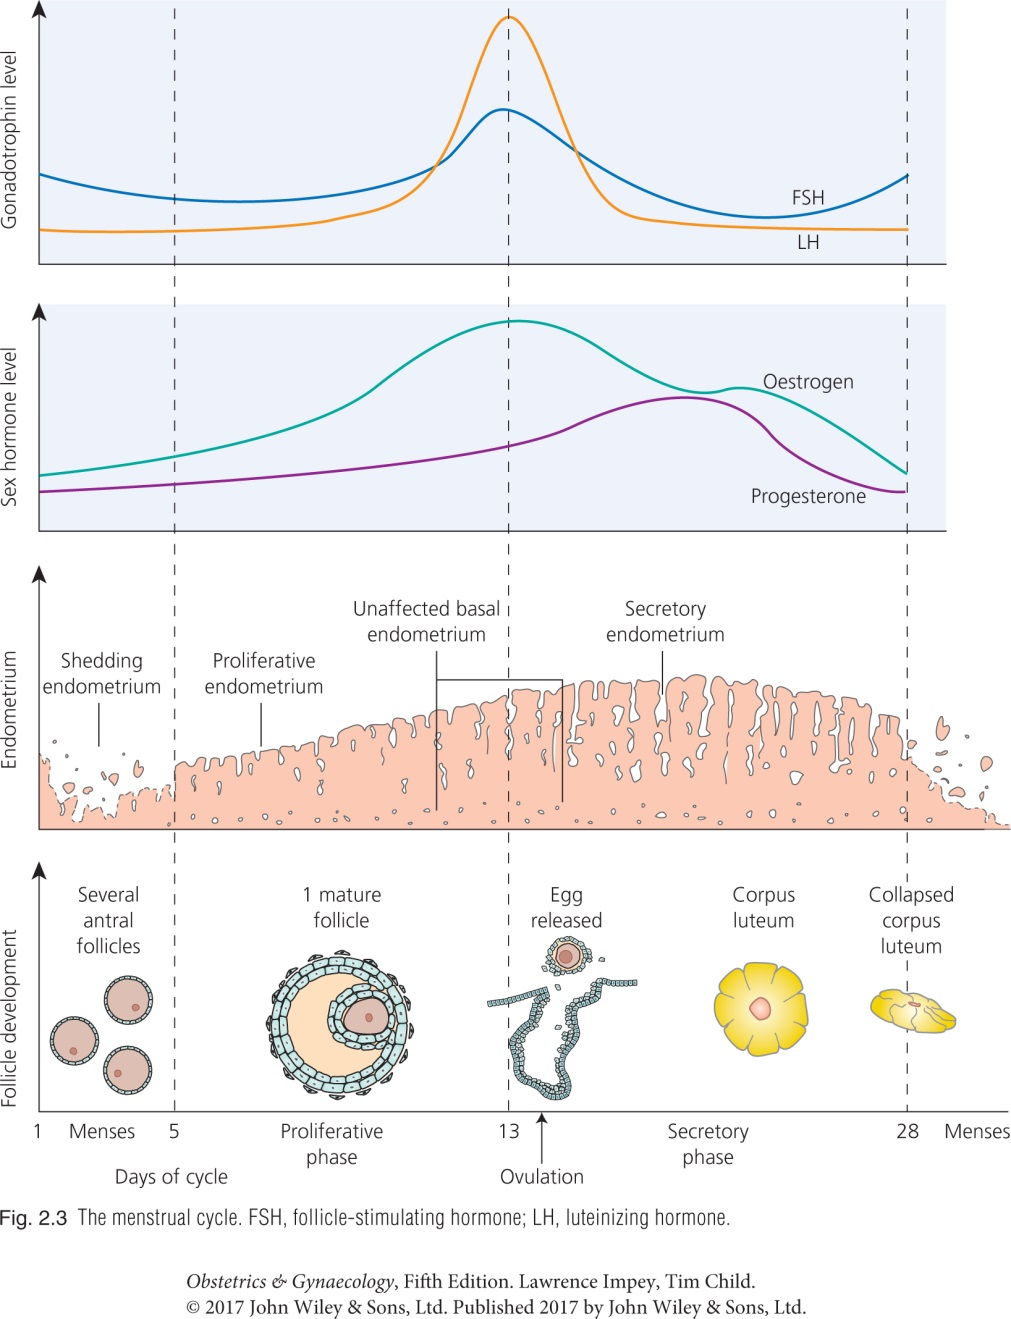 Gonadotrophin level
FSH
LH
Sex hormone level
Oestrogen
Progesterone
Endometrium
Unaffected basal
endometrium
Secretory
endometrium
Shedding
endometrium
Proliferative
endometrium
Follicle development
Several
antral
follicles
1 mature
follicle
Egg
released
Corpus
luteum
Collapsed
corpus
luteum
1 Menses 5 Proliferative phase 13 Secretory phase 28 Menses
Days of cycle
Ovulation
Fig. 2.3 The menstrual cycle. FSH, follicle-stimulating hormone; LH, luteinizing hormone.
Obstetrics & Gynaecology, Fifth Edition. Lawrence Impey, Tim Child.
© 2017 John Wiley & Sons, Ltd. Published 2017 by John Wiley & Sons, Ltd.